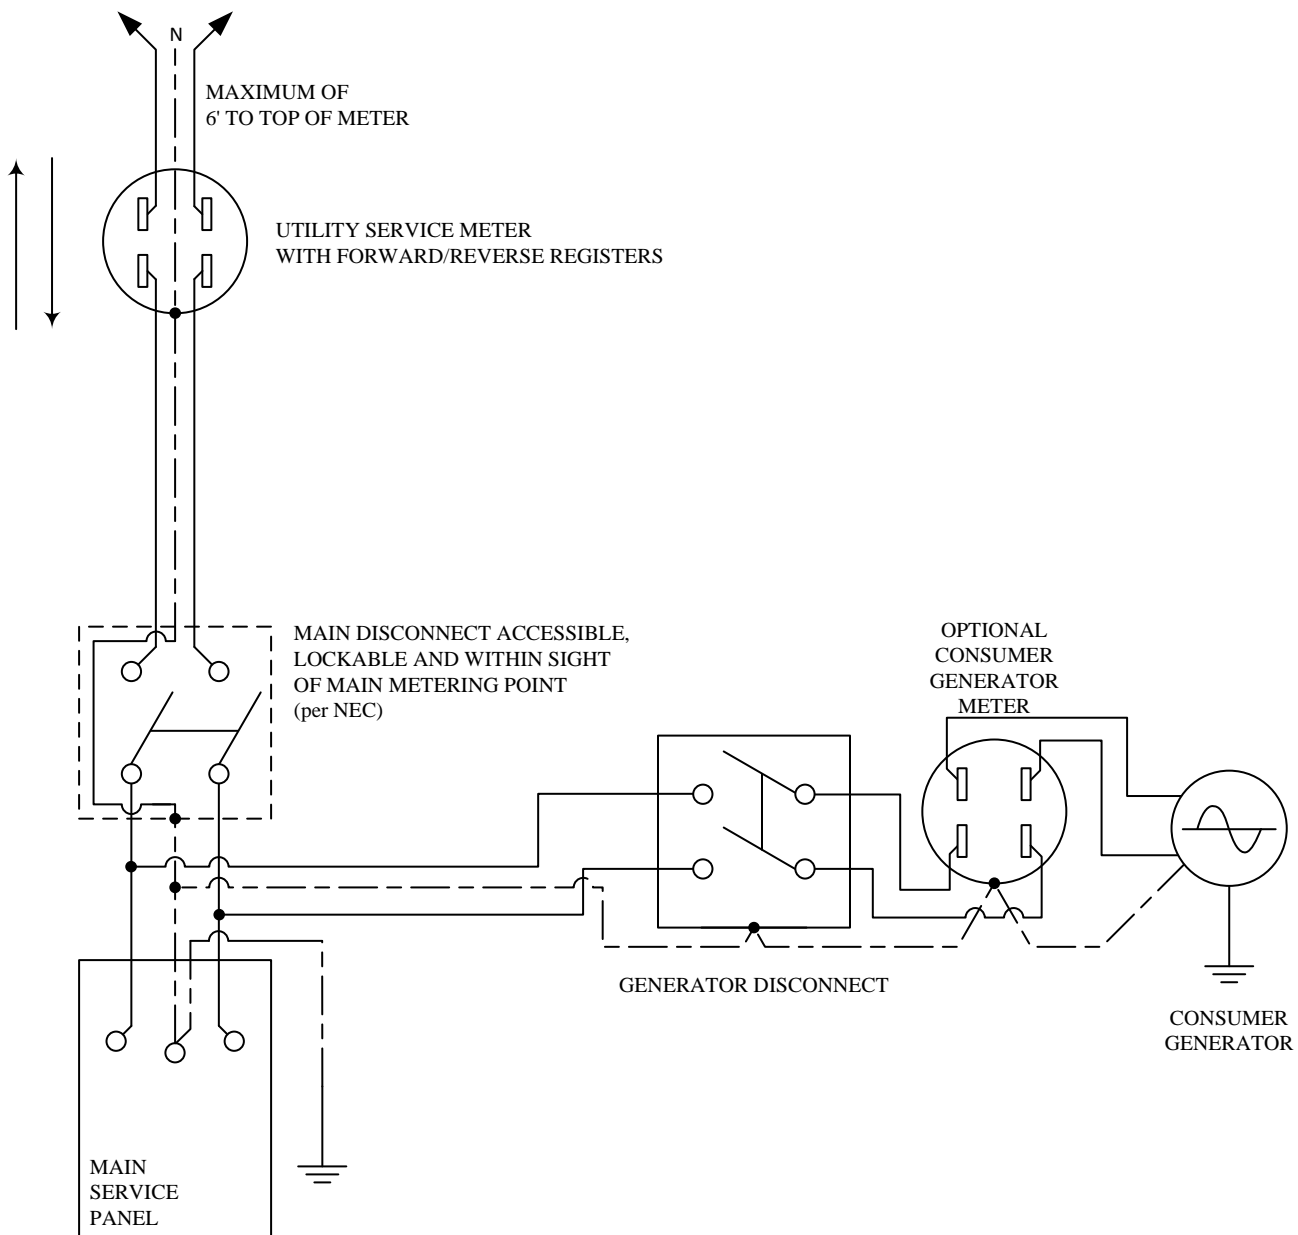 N
MAXIMUM OF
6' TO TOP OF METER
UTILITY SERVICE METER
WITH FORWARD/REVERSE REGISTERS
MAIN DISCONNECT ACCESSIBLE,
LOCKABLE AND WITHIN SIGHT
OF MAIN METERING POINT
(per NEC)
OPTIONAL
CONSUMER
GENERATOR
METER
GENERATOR DISCONNECT
CONSUMER
GENERATOR
MAIN
SERVICE
PANEL